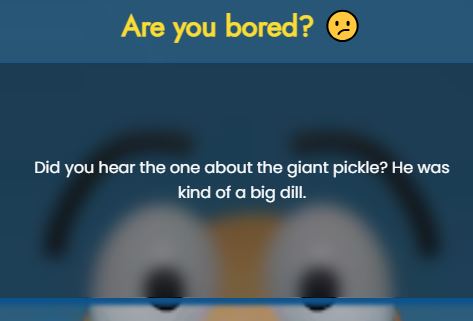 Are you bored? 😕
Did you hear the one about the giant pickle? He was
kind of a big dill.